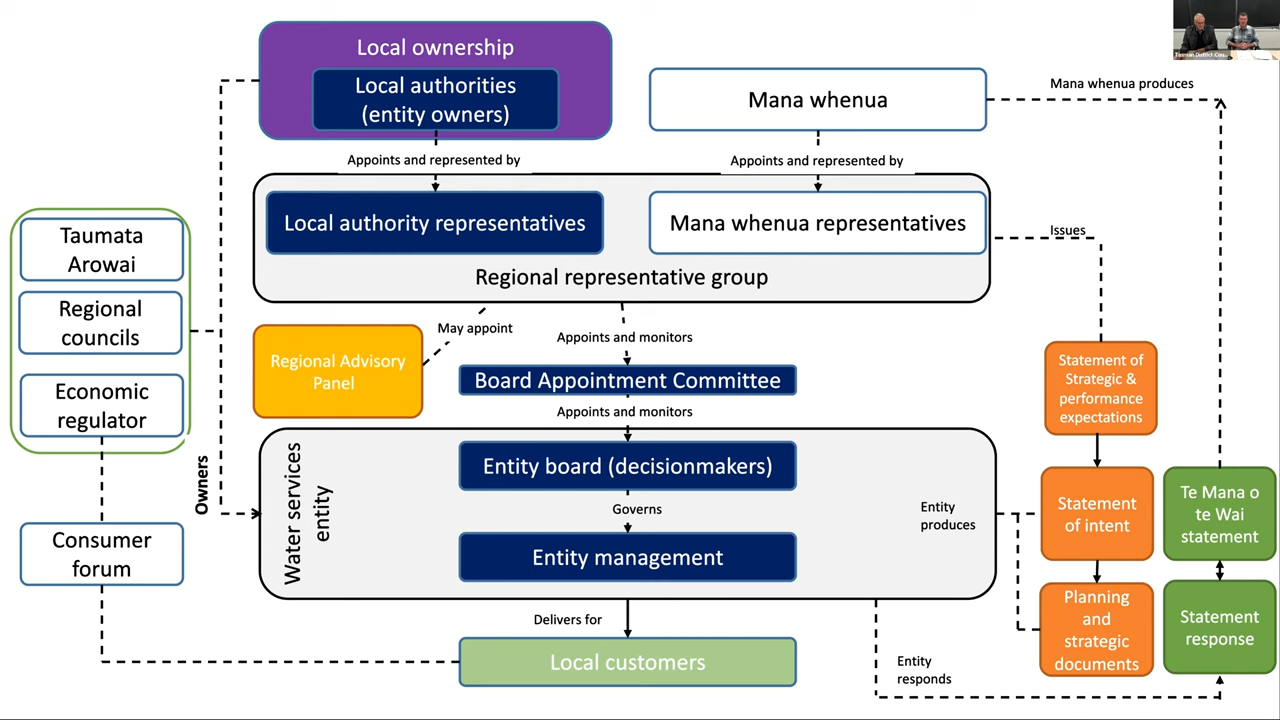 Local ownership
Local authorities
(entity owners)
Mana whenua
Mana whenua produces
Appoints and represented by
Appoints and represented by
Local authority representatives
Mana whenua representatives
Regional representative group
Issues
Taumata
Arowai
Regional
councils
Economic
regulator
May appoint
Appoints and monitors
Regional Advisory
Panel
Board Appointment Committee
Appoints and monitors
Statement of
Strategic &
performance
expectations
Owners
Water services
entity
Entity board (decisionmakers)
Governs
Entity management
Entity
produces
Statement
of intent
Te Mana o
te Wai
statement
Consumer
forum
Planning
and
strategic
documents
Statement
response
Delivers for
Local customers
Entity
responds